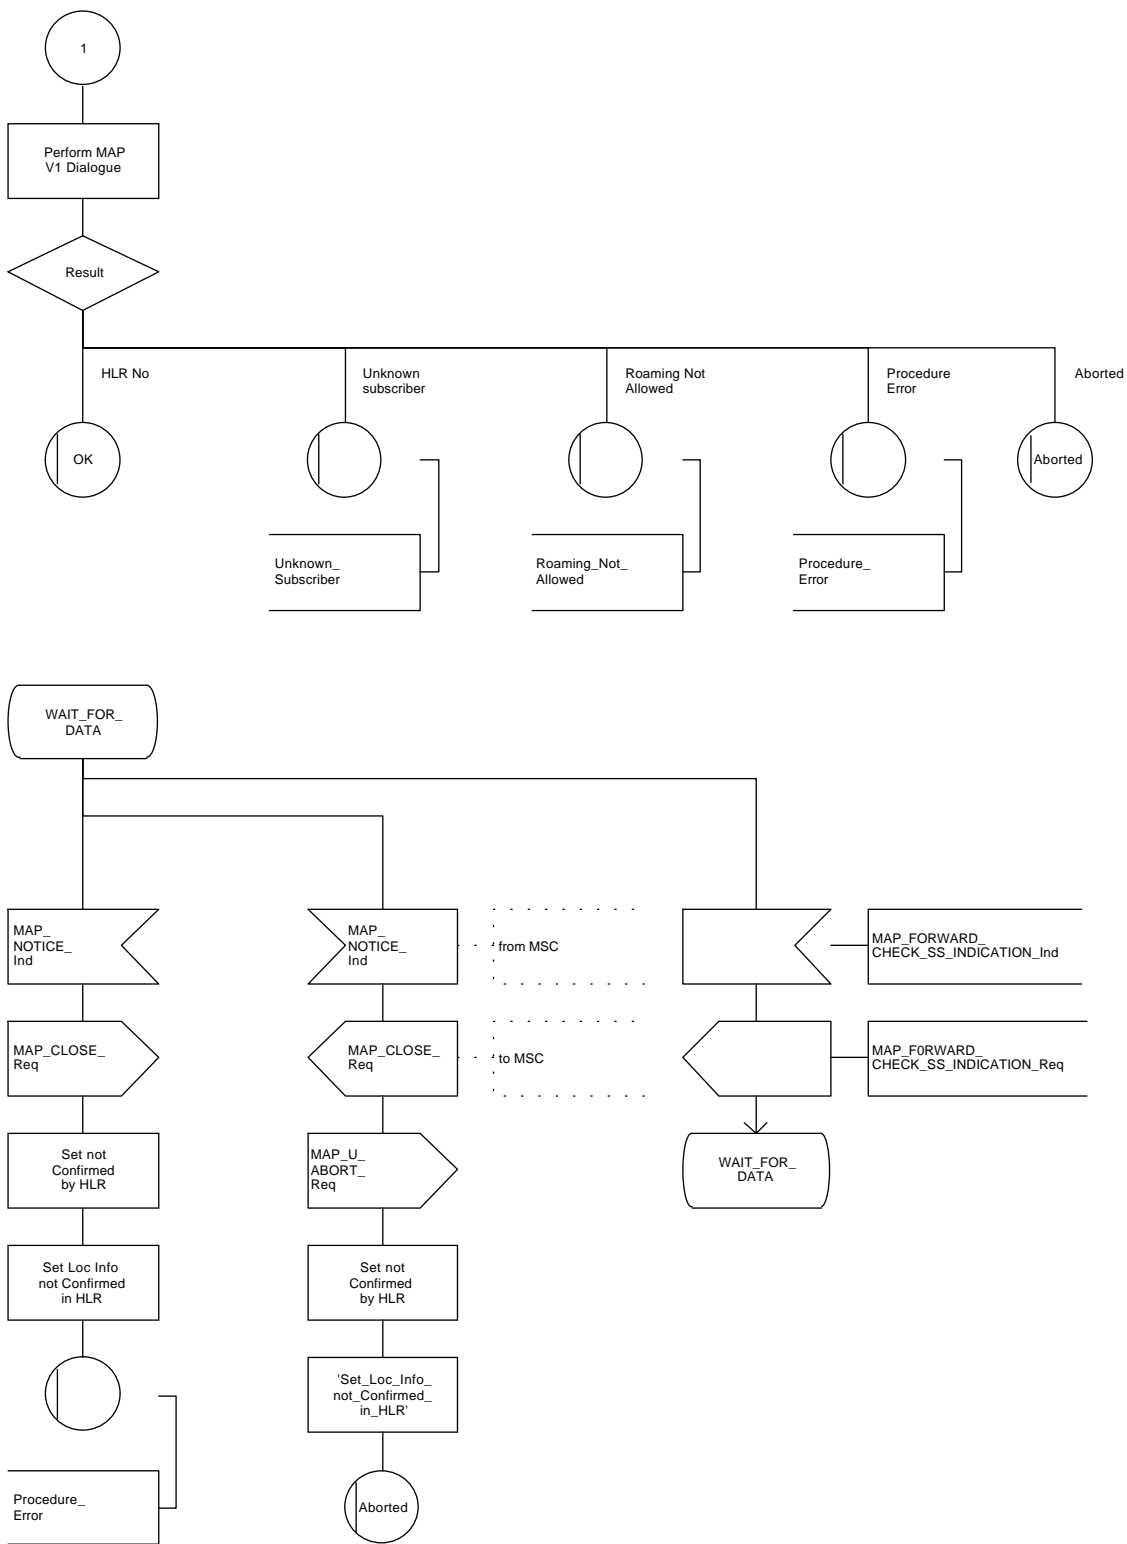 1
Perform MAP
V1 Dialogue
Result
HLR No
Unknown
subscriber
Roaming Not
Allowed
Procedure
Error
Aborted
OK
Aborted
Unknown_
Subscriber
Roaming_Not_
Allowed
Procedure_
Error
WAIT_FOR_
DATA
MAP_
NOTICE_
Ind
MAP_
NOTICE_
Ind
from MSC
MAP_FORWARD_
CHECK_SS_INDICATION_Ind
MAP_CLOSE_
Req
MAP_CLOSE_
Req
to MSC
MAP_F0RWARD_
CHECK_SS_INDICATION_Req
Set not
Confirmed
by HLR
MAP_U_
ABORT_
Req
WAIT_FOR_
DATA
Set Loc Info
not Confirmed
in HLR
Set not
Confirmed
by HLR
'Set_Loc_Info_
not_Confirmed_
in_HLR'
Procedure_
Error
Aborted